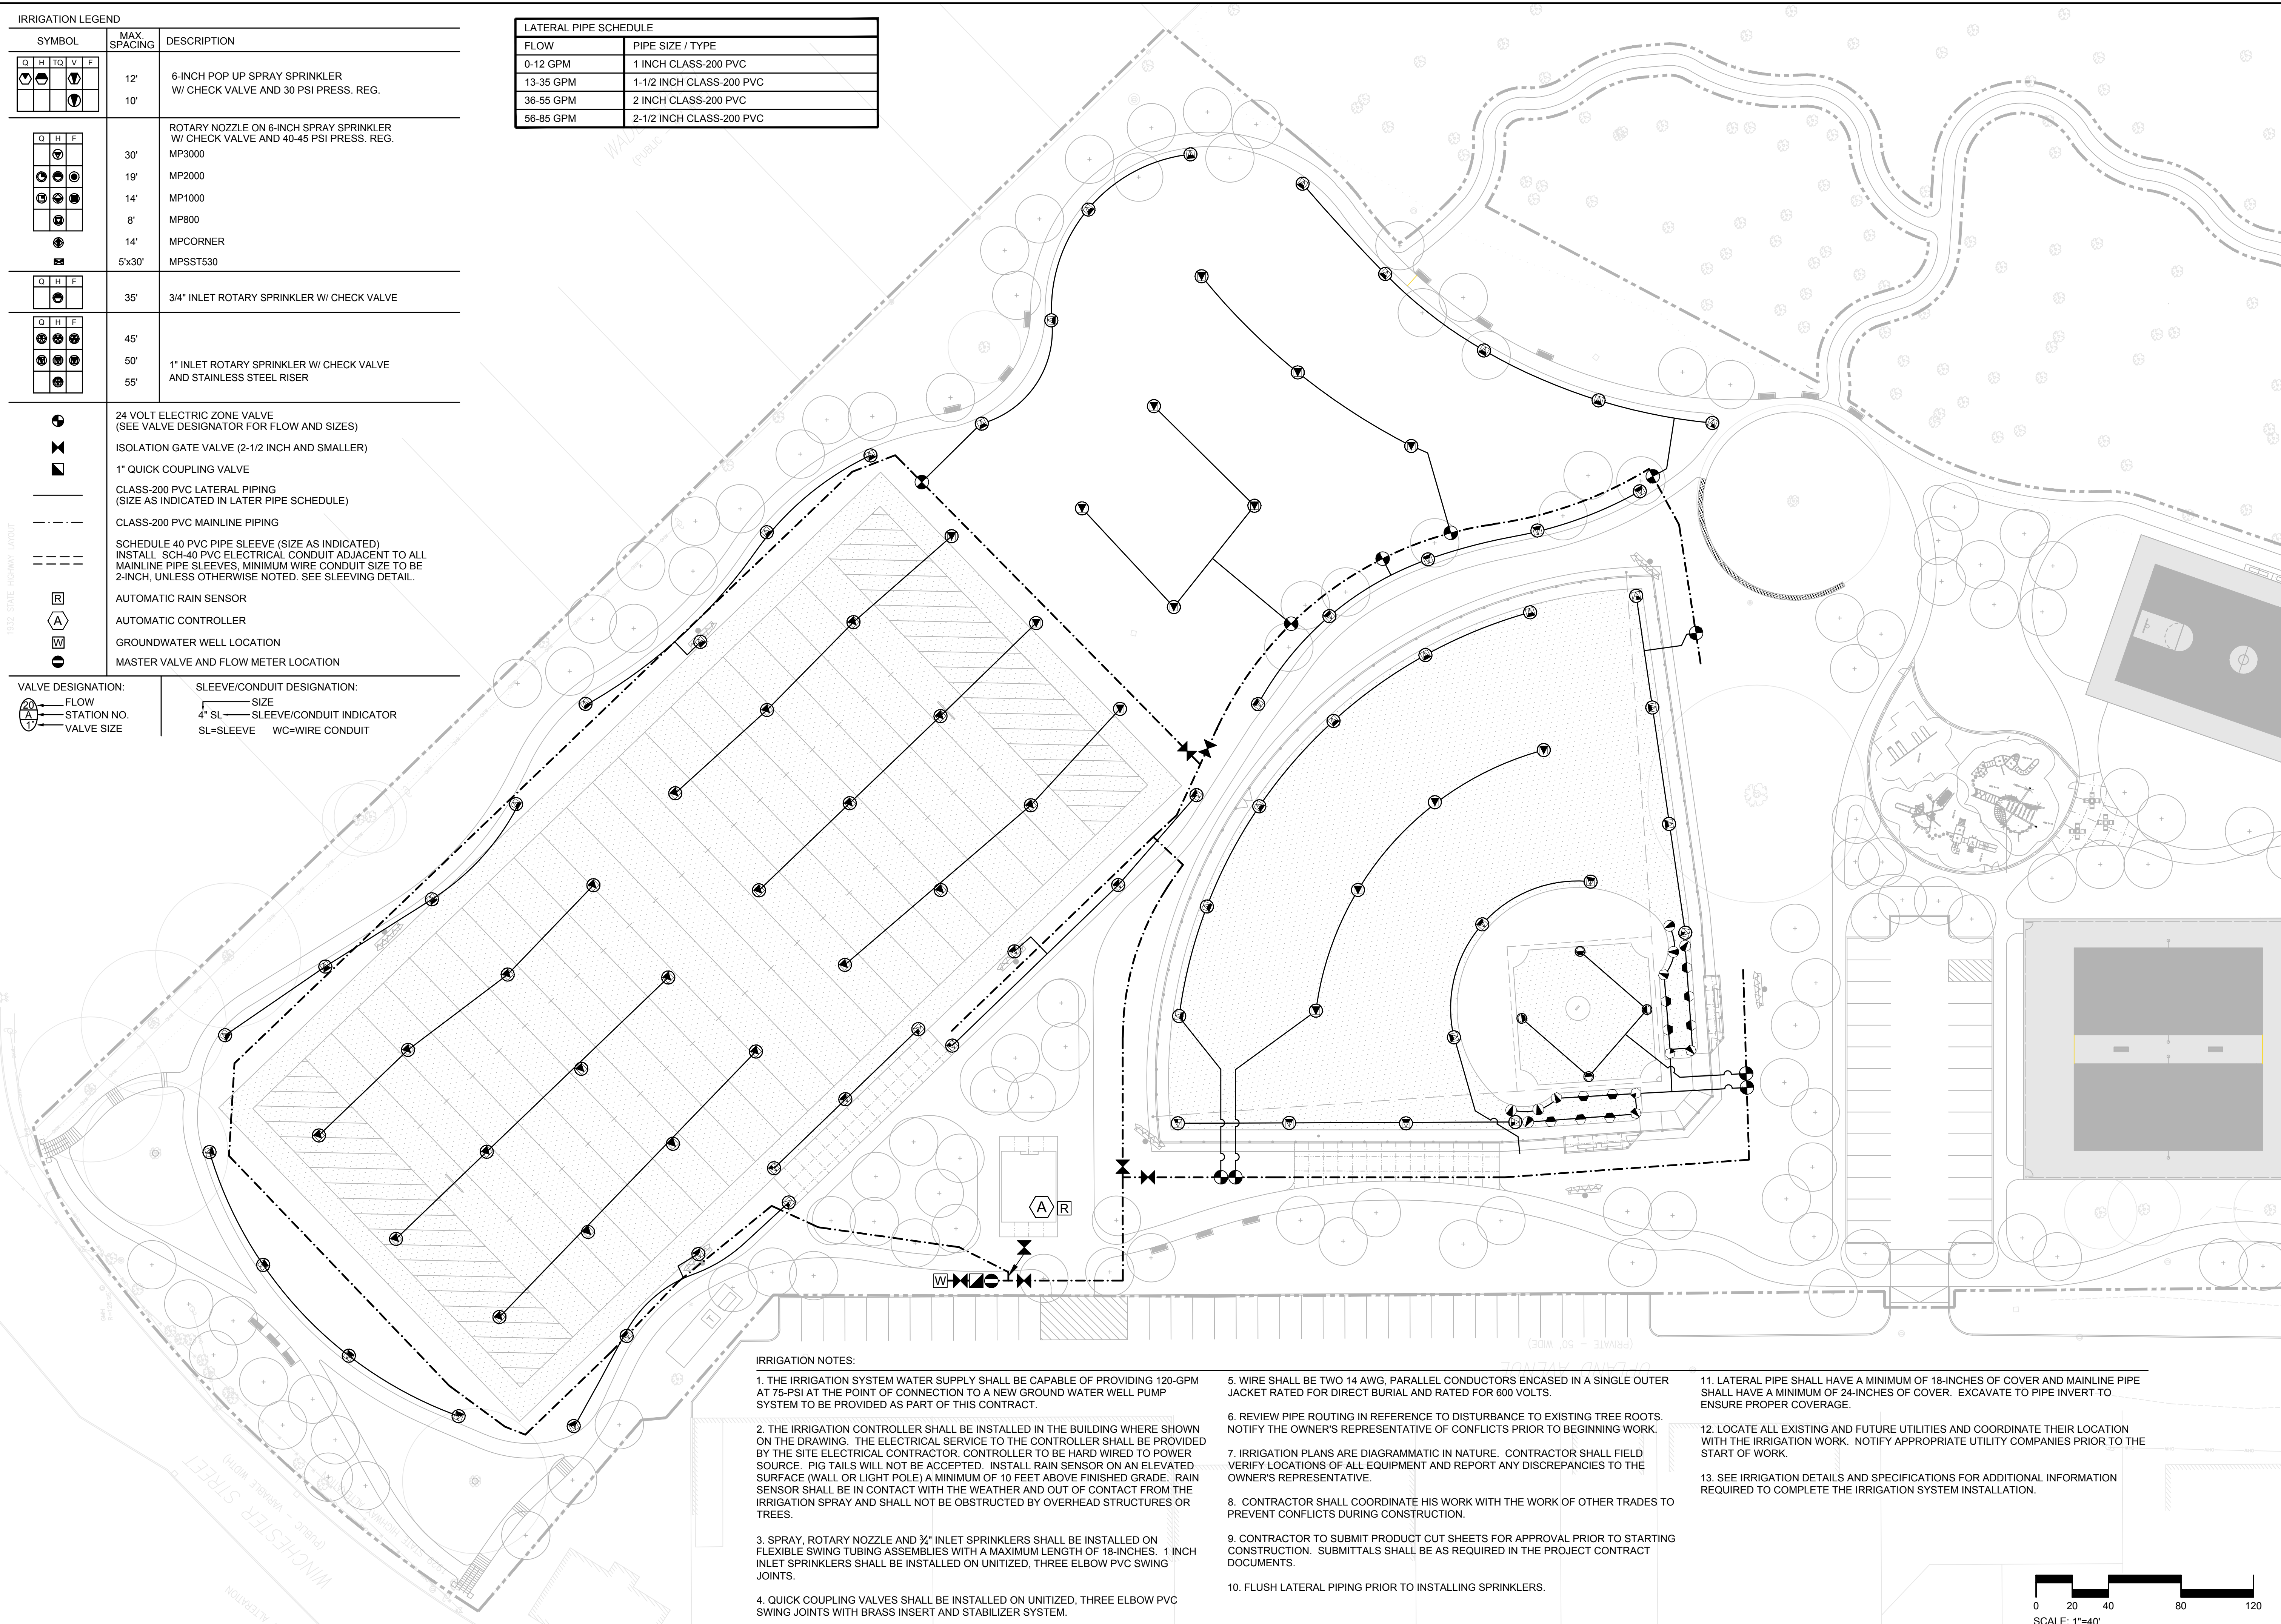 IRRIGATION LEGEND
SYMBOL
MAX. SPACING
DESCRIPTION
Q H TQ V F
12'
6-INCH POP UP SPRAY SPRINKLER
W/ CHECK VALVE AND 30 PSI PRESS. REG.
10'
ROTARY NOZZLE ON 6-INCH SPRAY SPRINKLER
W/ CHECK VALVE AND 40-45 PSI PRESS. REG.
Q H F
30' MP3000
19' MP2000
14' MP1000
8' MP800
14' MPCORNER
5'x30' MPSST530
Q H F
35' 3/4" INLET ROTARY SPRINKLER W/ CHECK VALVE
Q H F
45'
50'
55'
1" INLET ROTARY SPRINKLER W/ CHECK VALVE
AND STAINLESS STEEL RISER
24 VOLT ELECTRIC ZONE VALVE
(SEE VALVE DESIGNATOR FOR FLOW AND SIZES)
ISOLATION GATE VALVE (2-1/2 INCH AND SMALLER)
1" QUICK COUPLING VALVE
CLASS-200 PVC LATERAL PIPING
(SIZE AS INDICATED IN LATER PIPE SCHEDULE)
CLASS-200 PVC MAINLINE PIPING
SCHEDULE 40 PVC PIPE SLEEVE (SIZE AS INDICATED)
INSTALL SCH-40 PVC ELECTRICAL CONDUIT ADJACENT TO ALL
MAINLINE PIPE SLEEVES, MINIMUM WIRE CONDUIT SIZE TO BE
2-INCH, UNLESS OTHERWISE NOTED. SEE SLEEVING DETAIL.
R AUTOMATIC RAIN SENSOR
A AUTOMATIC CONTROLLER
W GROUNDWATER WELL LOCATION
MASTER VALVE AND FLOW METER LOCATION
VALVE DESIGNATION:
20 FLOW
A STATION NO.
1" VALVE SIZE
SLEEVE/CONDUIT DESIGNATION:
SIZE
4" SL SLEEVE/CONDUIT INDICATOR
SL=SLEEVE WC=WIRE CONDUIT
LATERAL PIPE SCHEDULE
FLOW PIPE SIZE / TYPE
0-12 GPM 1 INCH CLASS-200 PVC
13-35 GPM 1-1/2 INCH CLASS-200 PVC
36-55 GPM 2 INCH CLASS-200 PVC
56-85 GPM 2-1/2 INCH CLASS-200 PVC
1932 STATE HIGHWAY LAYOUT
A R
W
T
WINCHESTER STREET
(PUBLIC - VARIABLE WIDTH)
UPLAND AVENUE
(PRIVATE - 50' WIDE)
IRRIGATION NOTES:
1. THE IRRIGATION SYSTEM WATER SUPPLY SHALL BE CAPABLE OF PROVIDING 120-GPM
AT 75-PSI AT THE POINT OF CONNECTION TO A NEW GROUND WATER WELL PUMP
SYSTEM TO BE PROVIDED AS PART OF THIS CONTRACT.
2. THE IRRIGATION CONTROLLER SHALL BE INSTALLED IN THE BUILDING WHERE SHOWN
ON THE DRAWING. THE ELECTRICAL SERVICE TO THE CONTROLLER SHALL BE PROVIDED
BY THE SITE ELECTRICAL CONTRACTOR. CONTROLLER TO BE HARD WIRED TO POWER
SOURCE. PIG TAILS WILL NOT BE ACCEPTED. INSTALL RAIN SENSOR ON AN ELEVATED
SURFACE (WALL OR LIGHT POLE) A MINIMUM OF 10 FEET ABOVE FINISHED GRADE. RAIN
SENSOR SHALL BE IN CONTACT WITH THE WEATHER AND OUT OF CONTACT FROM THE
IRRIGATION SPRAY AND SHALL NOT BE OBSTRUCTED BY OVERHEAD STRUCTURES OR
TREES.
3. SPRAY, ROTARY NOZZLE AND ¾" INLET SPRINKLERS SHALL BE INSTALLED ON
FLEXIBLE SWING TUBING ASSEMBLIES WITH A MAXIMUM LENGTH OF 18-INCHES. 1 INCH
INLET SPRINKLERS SHALL BE INSTALLED ON UNITIZED, THREE ELBOW PVC SWING
JOINTS.
4. QUICK COUPLING VALVES SHALL BE INSTALLED ON UNITIZED, THREE ELBOW PVC
SWING JOINTS WITH BRASS INSERT AND STABILIZER SYSTEM.
5. WIRE SHALL BE TWO 14 AWG, PARALLEL CONDUCTORS ENCASED IN A SINGLE OUTER
JACKET RATED FOR DIRECT BURIAL AND RATED FOR 600 VOLTS.
6. REVIEW PIPE ROUTING IN REFERENCE TO DISTURBANCE TO EXISTING TREE ROOTS.
NOTIFY THE OWNER'S REPRESENTATIVE OF CONFLICTS PRIOR TO BEGINNING WORK.
7. IRRIGATION PLANS ARE DIAGRAMMATIC IN NATURE. CONTRACTOR SHALL FIELD
VERIFY LOCATIONS OF ALL EQUIPMENT AND REPORT ANY DISCREPANCIES TO THE
OWNER'S REPRESENTATIVE.
8. CONTRACTOR SHALL COORDINATE HIS WORK WITH THE WORK OF OTHER TRADES TO
PREVENT CONFLICTS DURING CONSTRUCTION.
9. CONTRACTOR TO SUBMIT PRODUCT CUT SHEETS FOR APPROVAL PRIOR TO STARTING
CONSTRUCTION. SUBMITTALS SHALL BE AS REQUIRED IN THE PROJECT CONTRACT
DOCUMENTS.
10. FLUSH LATERAL PIPING PRIOR TO INSTALLING SPRINKLERS.
11. LATERAL PIPE SHALL HAVE A MINIMUM OF 18-INCHES OF COVER AND MAINLINE PIPE
SHALL HAVE A MINIMUM OF 24-INCHES OF COVER. EXCAVATE TO PIPE INVERT TO
ENSURE PROPER COVERAGE.
12. LOCATE ALL EXISTING AND FUTURE UTILITIES AND COORDINATE THEIR LOCATION
WITH THE IRRIGATION WORK. NOTIFY APPROPRIATE UTILITY COMPANIES PRIOR TO THE
START OF WORK.
13. SEE IRRIGATION DETAILS AND SPECIFICATIONS FOR ADDITIONAL INFORMATION
REQUIRED TO COMPLETE THE IRRIGATION SYSTEM INSTALLATION.
0 20 40 80 120
SCALE: 1"=40'